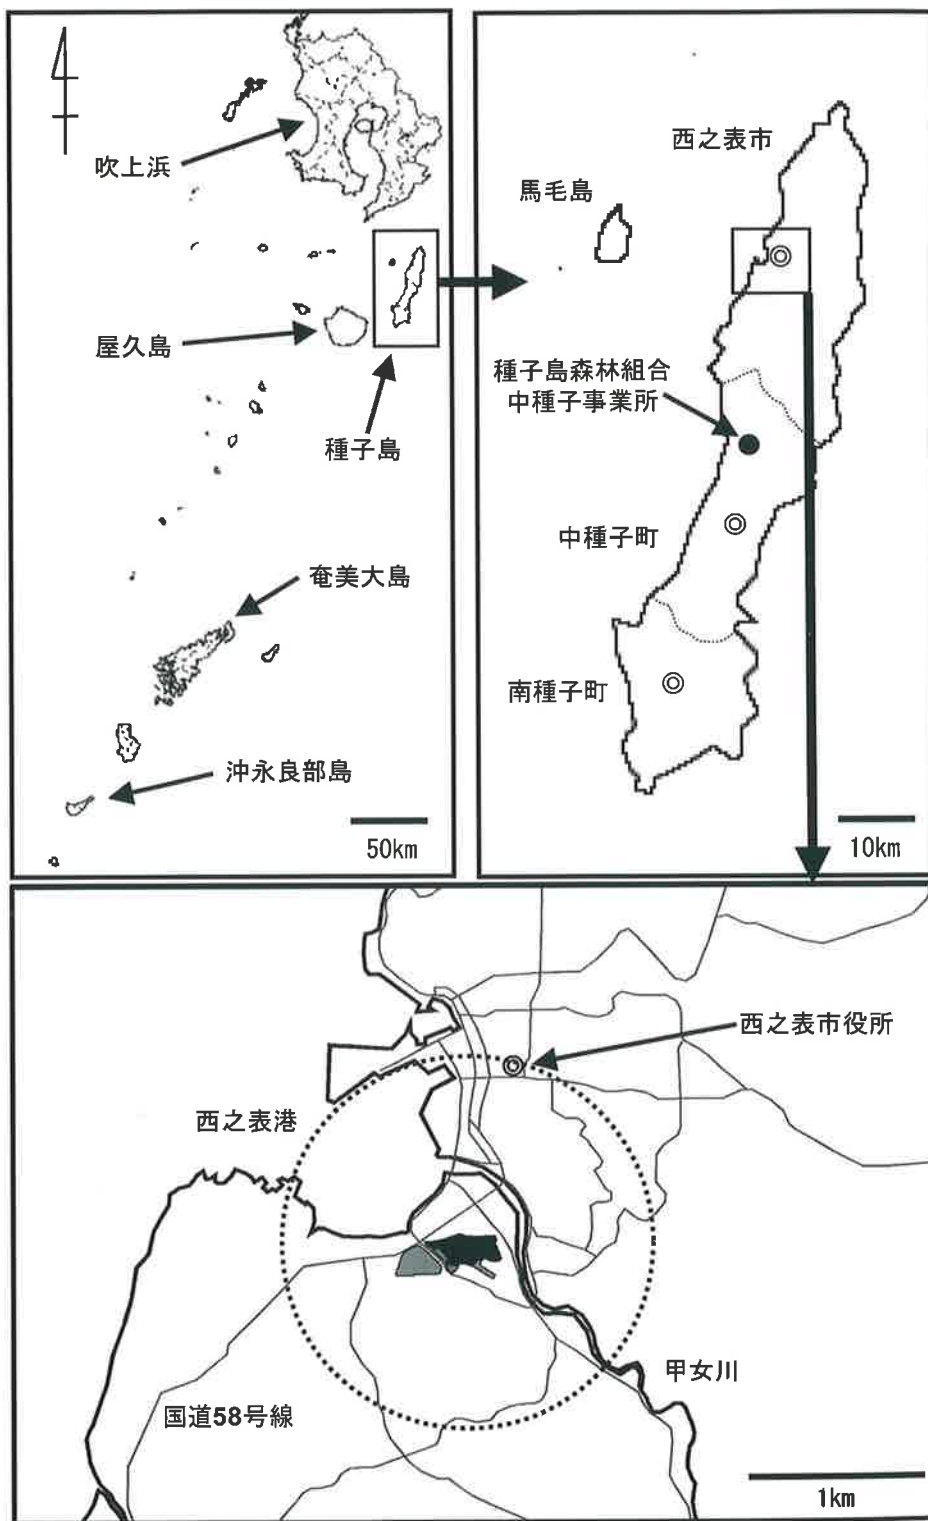 吹上浜
屋久島
種子島
奄美大島
沖永良部島
50km
西之表市
馬毛島
種子島森林組合
中種子事業所
中種子町
南種子町
10km
西之表市役所
西之表港
甲女川
国道58号線
1km